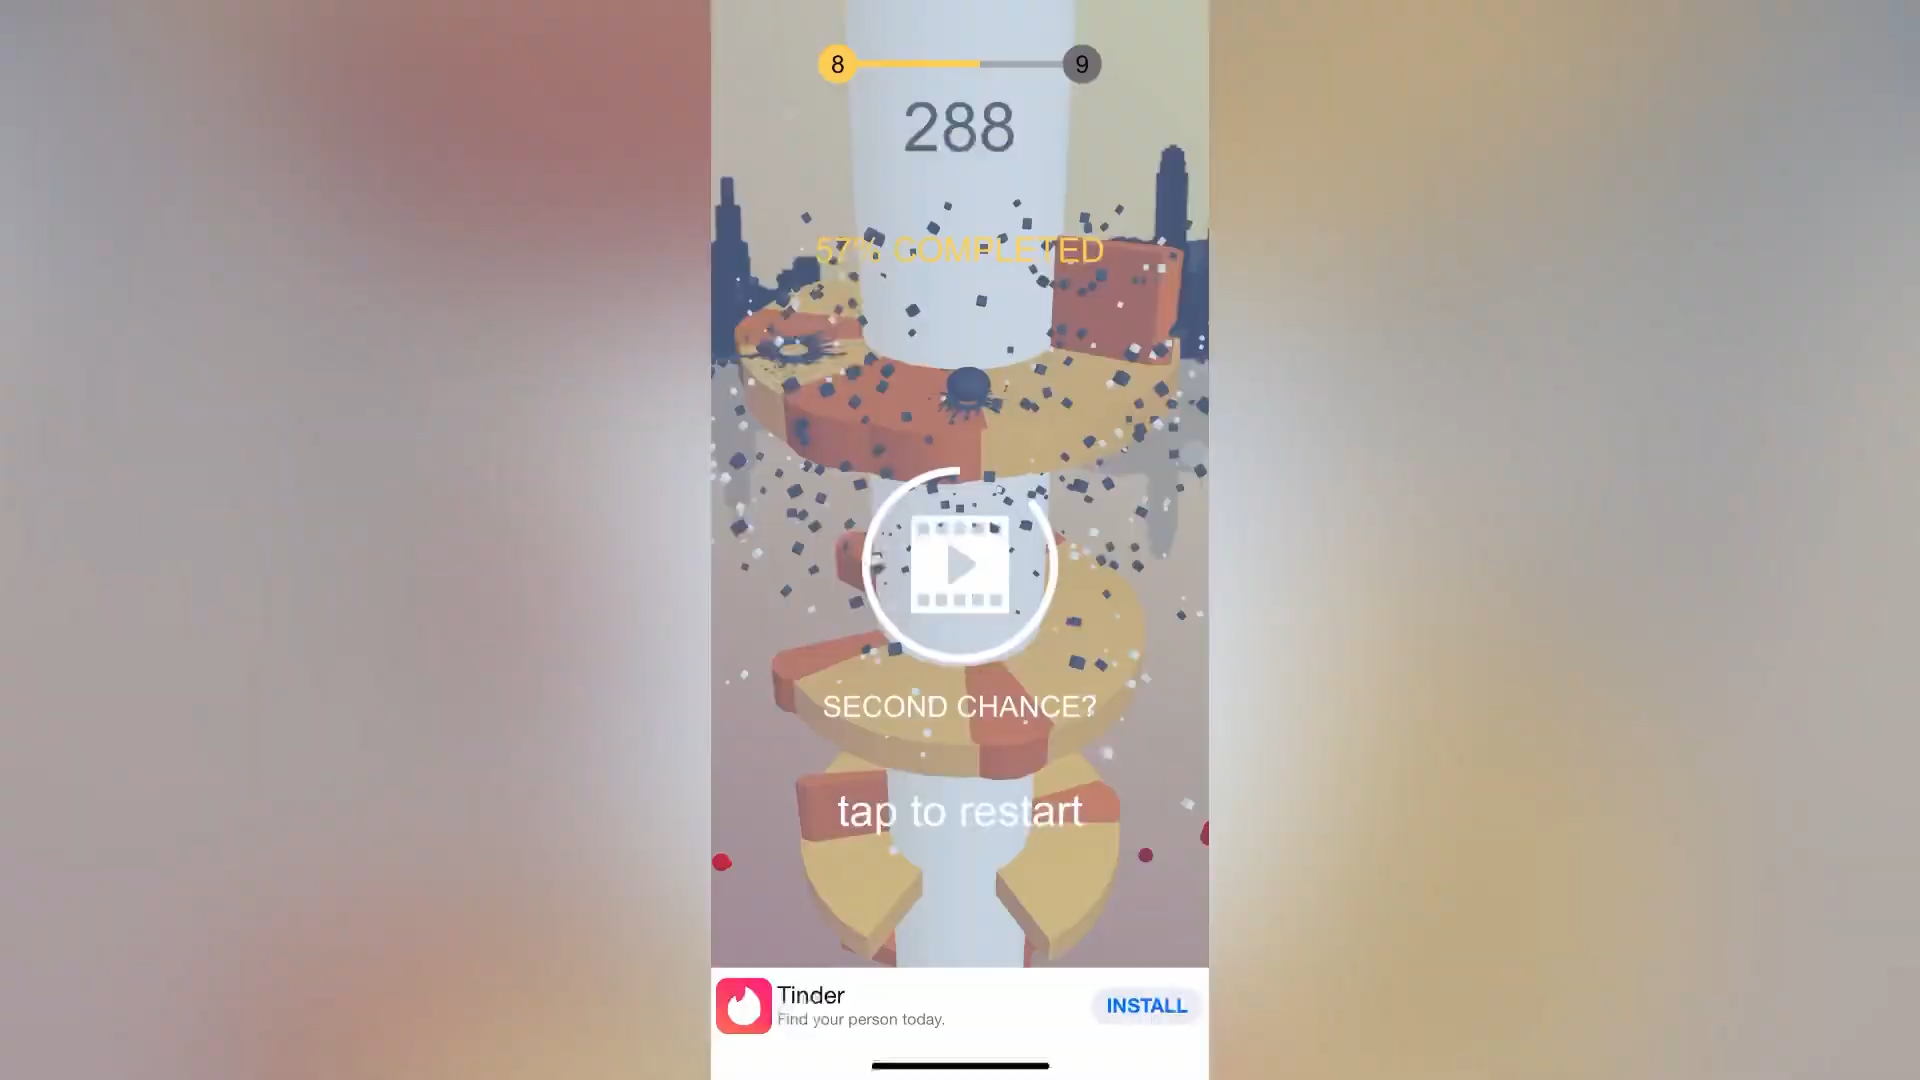 8 9
288
57% COMPLETED
SECOND CHANCE?
tap to restart
Tinder
Find your person today.
INSTALL